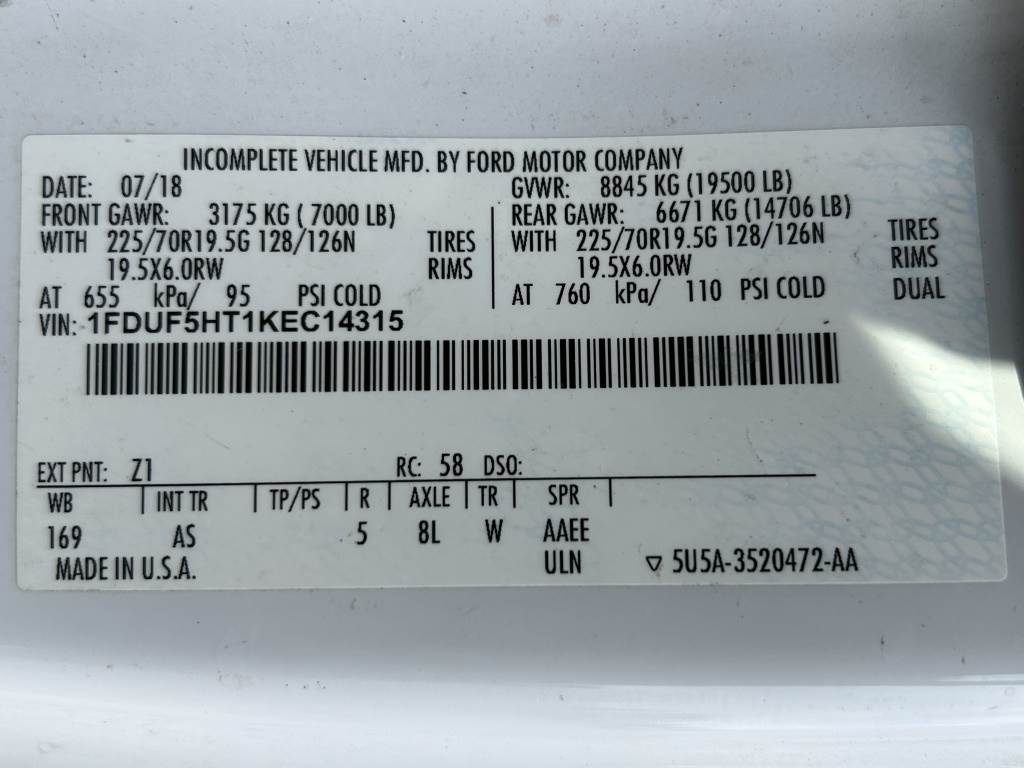 INCOMPLETE VEHICLE MFD. BY FORD MOTOR COMPANY
DATE: 07/18 GVWR: 8845 KG (19500 LB)
FRONT GAWR: 3175 KG ( 7000 LB) REAR GAWR: 6671 KG (14706 LB)
WITH 225/70R19.5G 128/126N TIRES WITH 225/70R19.5G 128/126N TIRES
19.5X6.0RW RIMS 19.5X6.0RW RIMS
AT 655 kPa/ 95 PSI COLD AT 760 kPa/ 110 PSI COLD DUAL
VIN: 1FDUF5HT1KEC14315
EXT PNT: Z1 RC: 58 DSO:
WB INT TR TP/PS R AXLE TR SPR
169 AS 5 8L W AAEE
MADE IN U.S.A. ULN ▽ 5U5A-3520472-AA